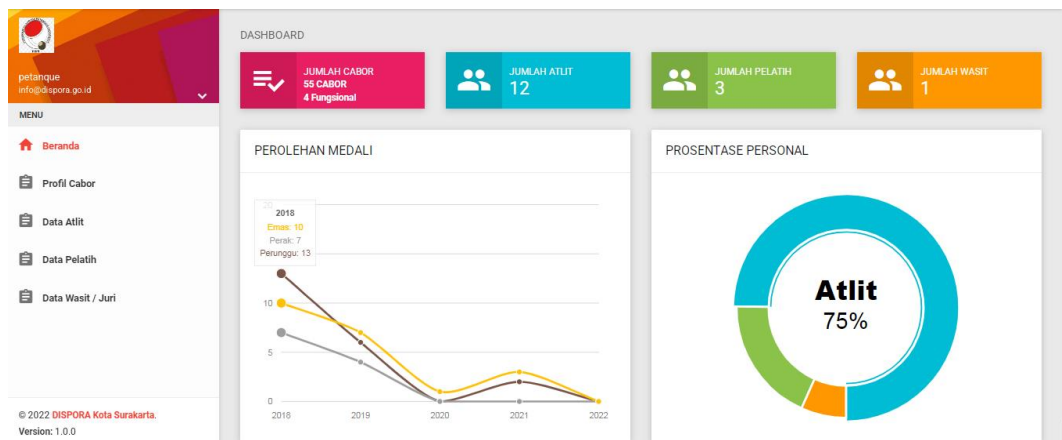 petanque
info@dispora.go.id
MENU
Beranda
Profil Cabor
Data Atlit
Data Pelatih
Data Wasit / Juri
© 2022 DISPORA Kota Surakarta.
Version: 1.0.0
DASHBOARD
JUMLAH CABOR
55 CABOR
4 Fungsional
JUMLAH ATLIT
12
JUMLAH PELATIH
3
JUMLAH WASIT
1
PEROLEHAN MEDALI
20
2018
Emas: 10
Perak: 7
Perunggu: 13
10
5
0
2018 2019 2020 2021 2022
PROSENTASE PERSONAL
Atlit
75%